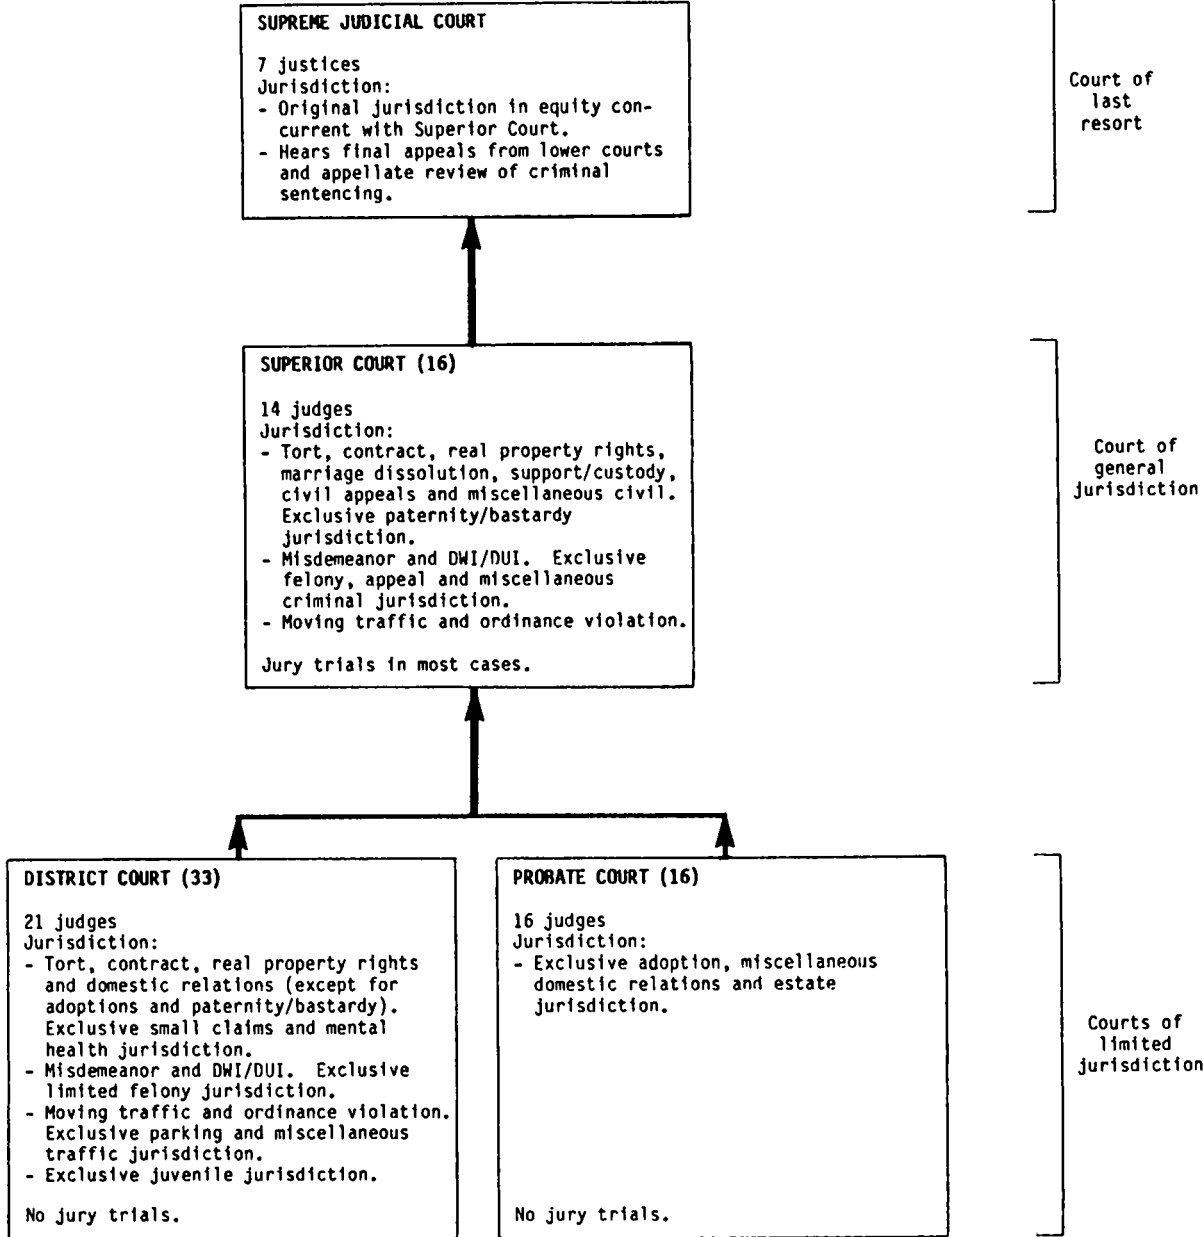 SUPREME JUDICIAL COURT
7 justices
Jurisdiction:
- Original jurisdiction in equity con-
current with Superior Court.
- Hears final appeals from lower courts
and appellate review of criminal
sentencing.
Court of
last
resort
SUPERIOR COURT (16)
14 judges
Jurisdiction:
- Tort, contract, real property rights,
marriage dissolution, support/custody,
civil appeals and miscellaneous civil.
Exclusive paternity/bastardy
jurisdiction.
- Misdemeanor and DWI/DUI. Exclusive
felony, appeal and miscellaneous
criminal jurisdiction.
- Moving traffic and ordinance violation.
Jury trials in most cases.
Court of
general
jurisdiction
DISTRICT COURT (33)
21 judges
Jurisdiction:
- Tort, contract, real property rights
and domestic relations (except for
adoptions and paternity/bastardy).
Exclusive small claims and mental
health jurisdiction.
- Misdemeanor and DWI/DUI. Exclusive
limited felony jurisdiction.
- Moving traffic and ordinance violation.
Exclusive parking and miscellaneous
traffic jurisdiction.
- Exclusive juvenile jurisdiction.
No jury trials.
PROBATE COURT (16)
16 judges
Jurisdiction:
- Exclusive adoption, miscellaneous
domestic relations and estate
jurisdiction.
No jury trials.
Courts of
limited
jurisdiction